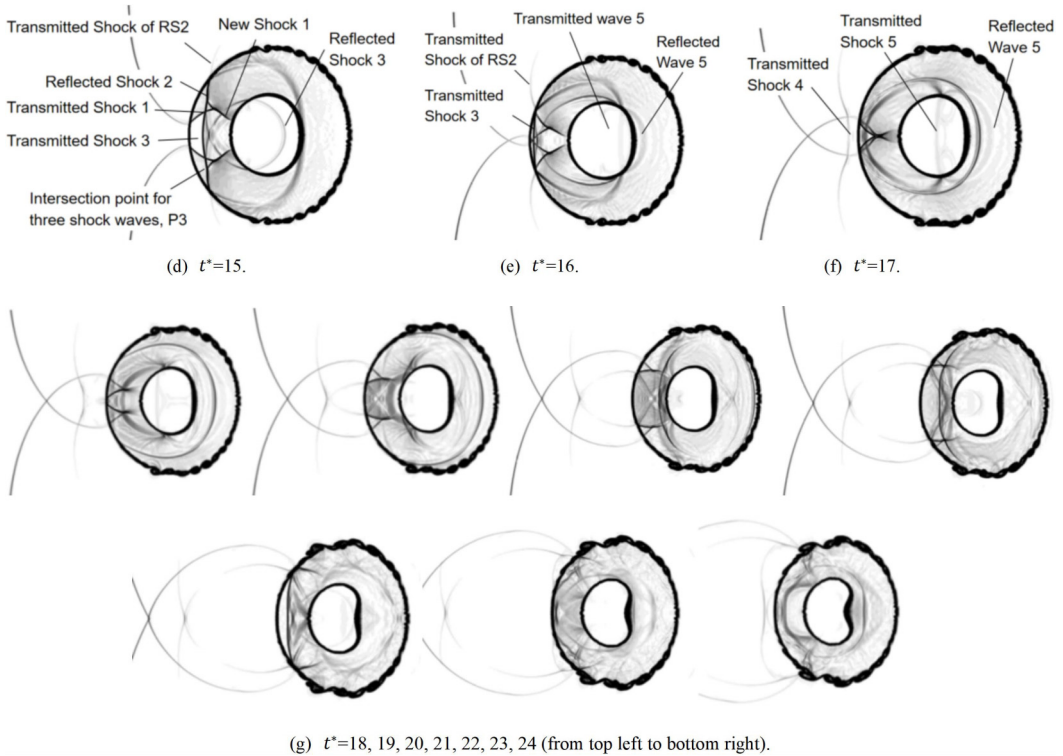 Transmitted Shock of RS2
New Shock 1
Reflected
Shock 3
Reflected Shock 2
Transmitted Shock 1
Transmitted Shock 3
Intersection point for
three shock waves, P3
(d) t*=15.
Transmitted wave 5
Transmitted
Shock of RS2
Reflected
Wave 5
Transmitted
Shock 3
(e) t*=16.
Transmitted
Shock 5
Reflected
Wave 5
Transmitted
Shock 4
(f) t*=17.
(g) t*=18, 19, 20, 21, 22, 23, 24 (from top left to bottom right).